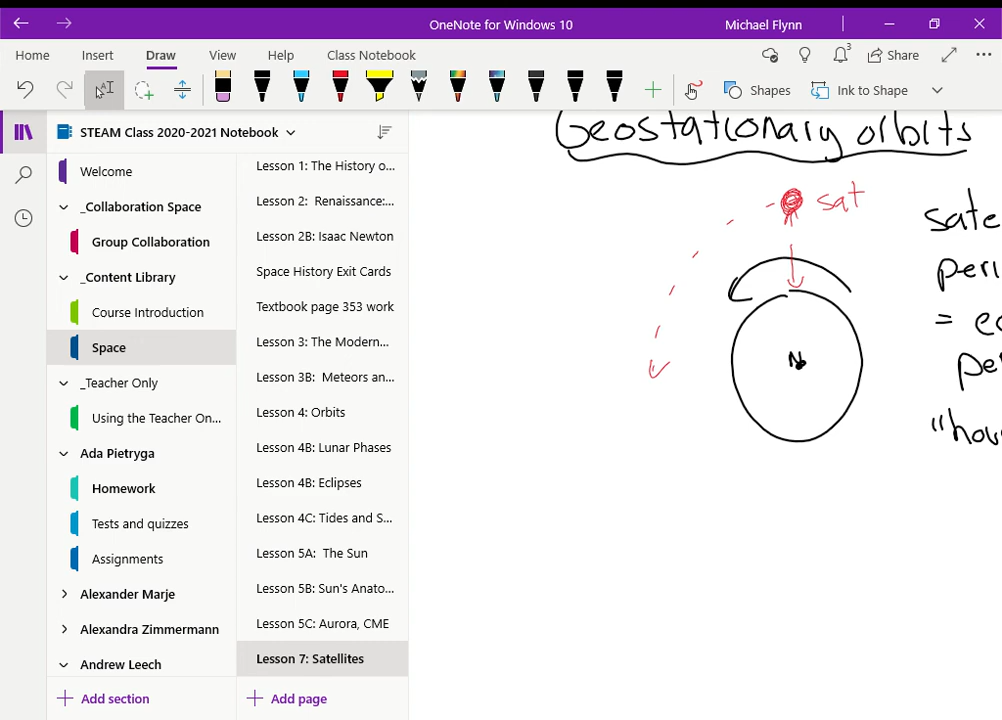 OneNote for Windows 10
Michael Flynn
Home Insert Draw View Help Class Notebook
3
Share
Shapes
Ink to Shape
STEAM Class 2020-2021 Notebook
Welcome
_Collaboration Space
Group Collaboration
_Content Library
Course Introduction
Space
_Teacher Only
Using the Teacher On...
Ada Pietryga
Homework
Tests and quizzes
Assignments
Alexander Marje
Alexandra Zimmermann
Andrew Leech
Add section
Lesson 1: The History o...
Lesson 2: Renaissance:...
Lesson 2B: Isaac Newton
Space History Exit Cards
Textbook page 353 work
Lesson 3: The Modern...
Lesson 3B: Meteors an...
Lesson 4: Orbits
Lesson 4B: Lunar Phases
Lesson 4B: Eclipses
Lesson 4C: Tides and S...
Lesson 5A: The Sun
Lesson 5B: Sun's Anato...
Lesson 5C: Aurora, CME
Lesson 7: Satellites
Add page
Geostationary orbits
sat
N
sate
peri
= ea
per
"hov